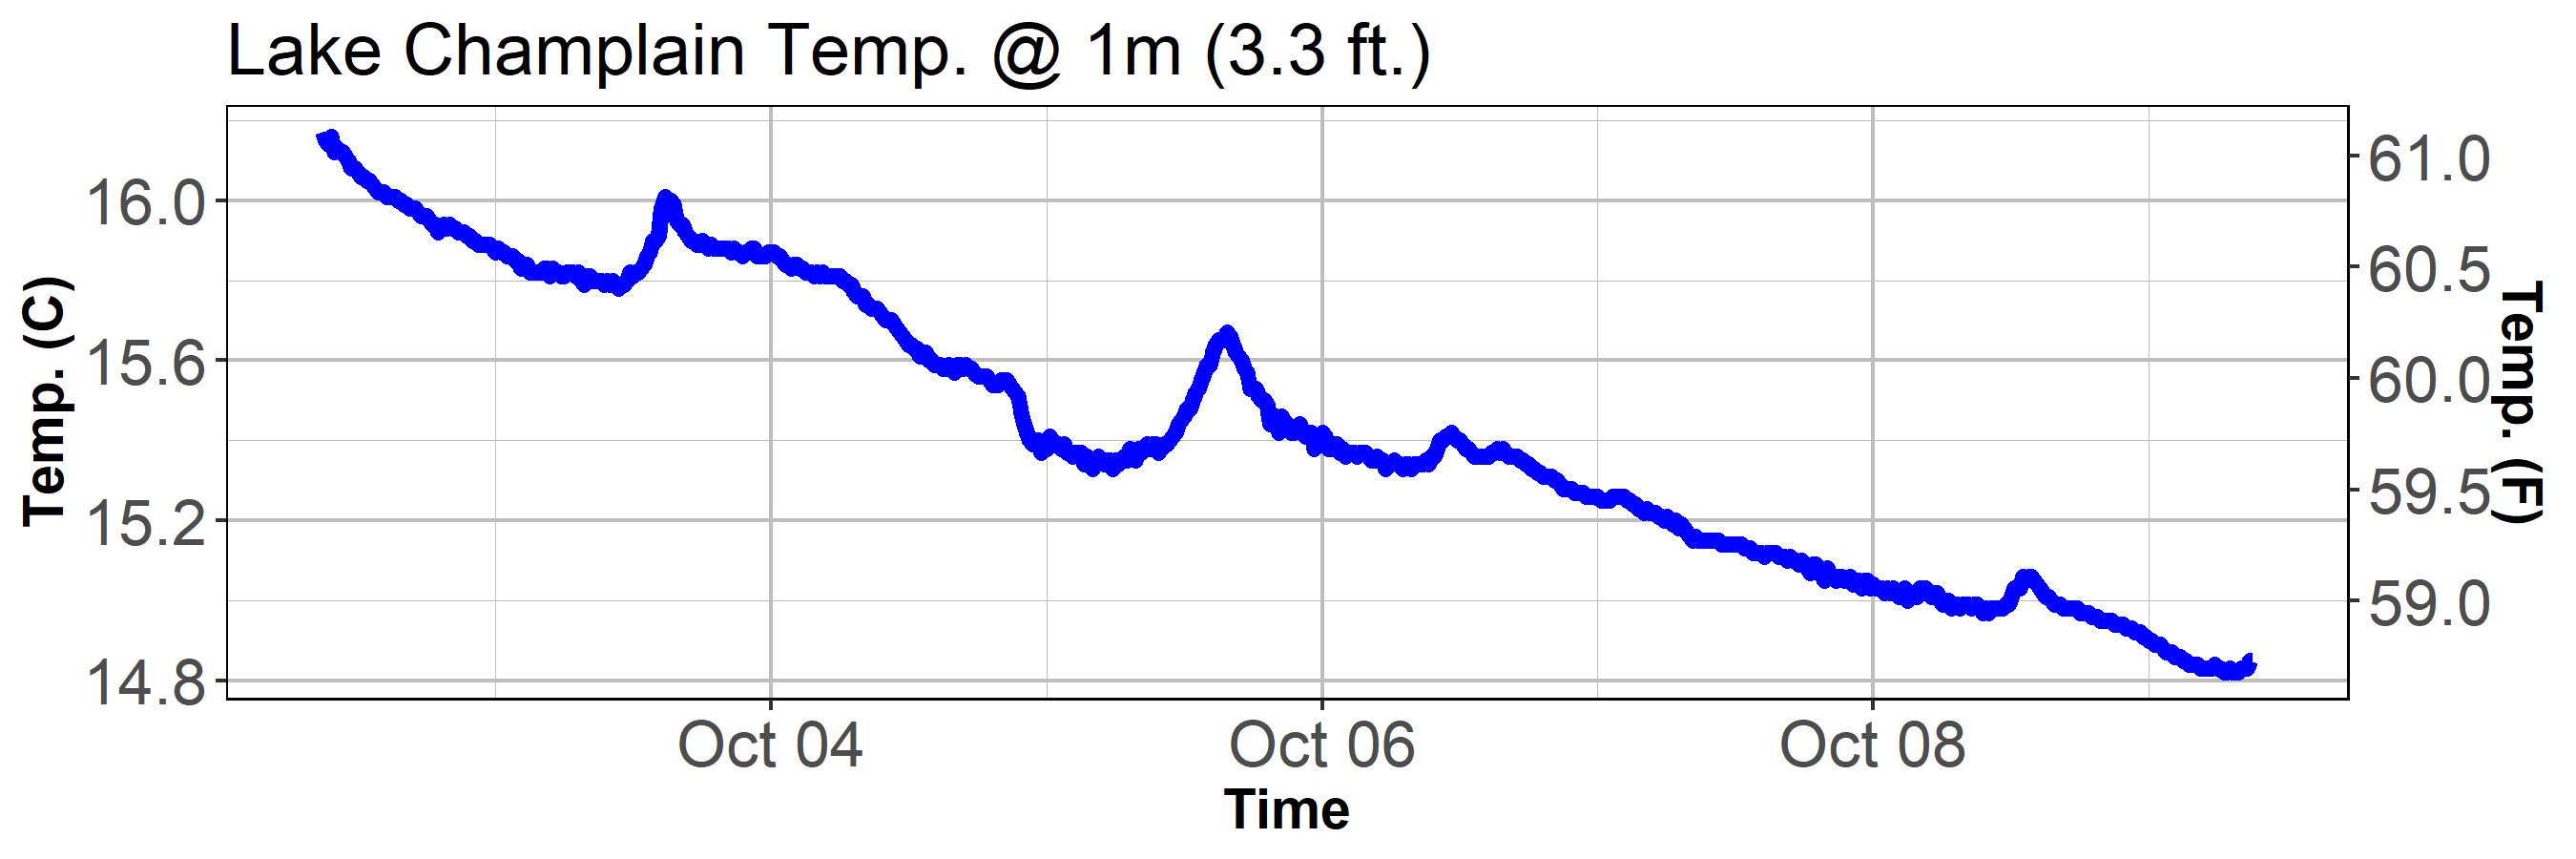 Lake Champlain Temp. @ 1m (3.3 ft.)
Temp. (C)
16.0
15.6
15.2
14.8
61.0
60.5
60.0
59.5
59.0
Temp. (F)
Oct 04
Oct 06
Oct 08
Time